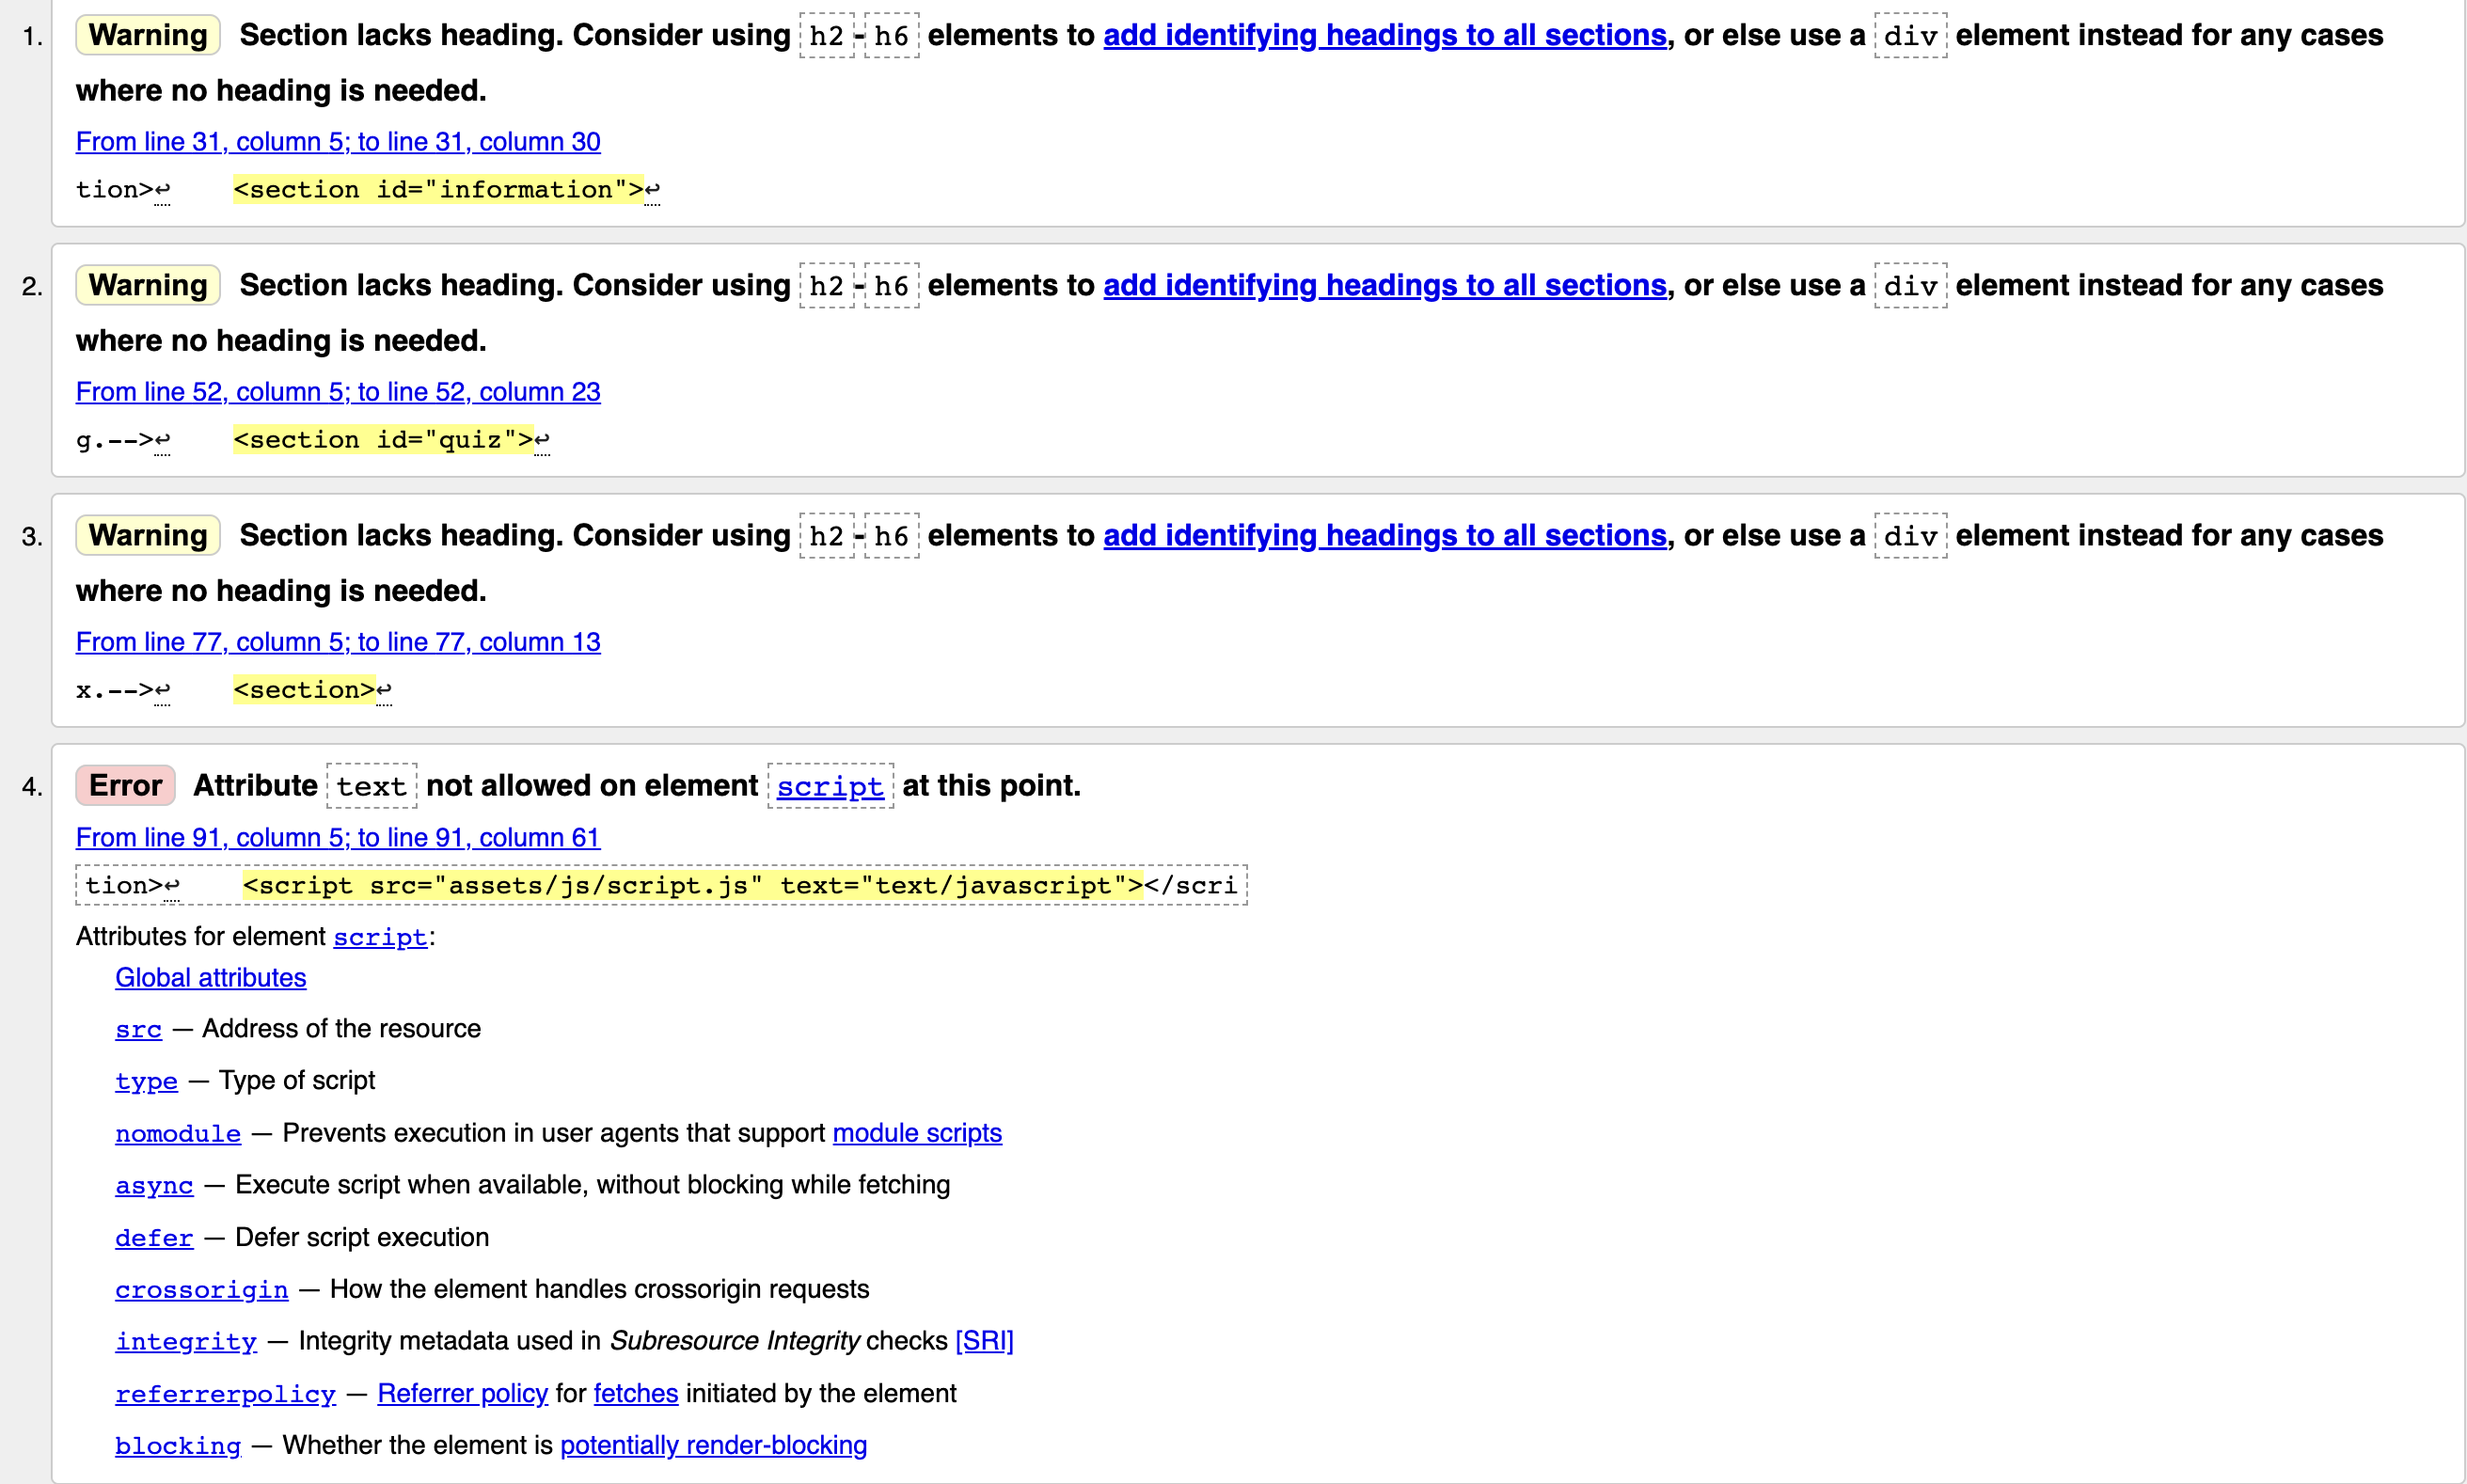 1. Warning Section lacks heading. Consider using h2-h6 elements to add identifying headings to all sections, or else use a div element instead for any cases
where no heading is needed.
From line 31, column 5; to line 31, column 30
tion>↩    <section id="information">↩
2. Warning Section lacks heading. Consider using h2-h6 elements to add identifying headings to all sections, or else use a div element instead for any cases
where no heading is needed.
From line 52, column 5; to line 52, column 23
g.-->↩    <section id="quiz">↩
3. Warning Section lacks heading. Consider using h2-h6 elements to add identifying headings to all sections, or else use a div element instead for any cases
where no heading is needed.
From line 77, column 5; to line 77, column 13
x.-->↩    <section>↩
4. Error Attribute text not allowed on element script at this point.
From line 91, column 5; to line 91, column 61
tion>↩    <script src="assets/js/script.js" text="text/javascript"></scri
Attributes for element script:
Global attributes
src — Address of the resource
type — Type of script
nomodule — Prevents execution in user agents that support module scripts
async — Execute script when available, without blocking while fetching
defer — Defer script execution
crossorigin — How the element handles crossorigin requests
integrity — Integrity metadata used in Subresource Integrity checks [SRI]
referrerpolicy — Referrer policy for fetches initiated by the element
blocking — Whether the element is potentially render-blocking